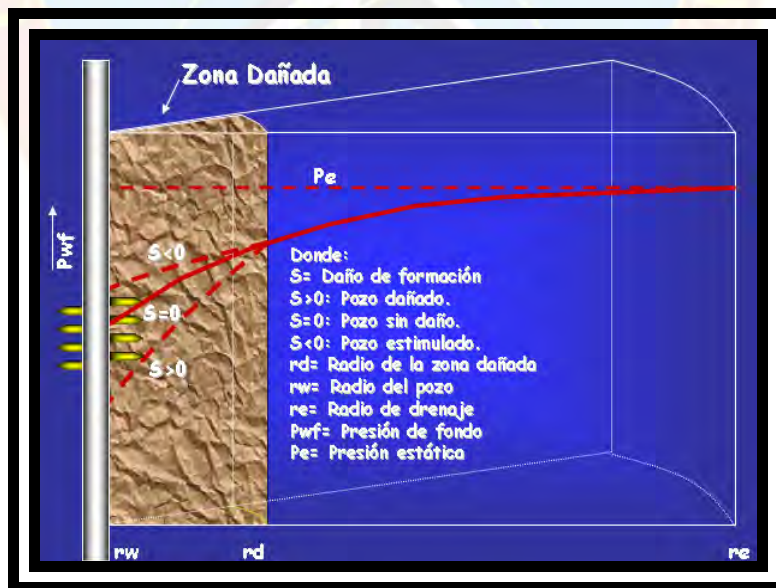 Zona Dañada
Pe
Pwf
S<0
S=0
S>0
Donde:
S= Daño de formación
S>0: Pozo dañado.
S=0: Pozo sin daño.
S<0: Pozo estimulado.
rd= Radio de la zona dañada
rw= Radio del pozo
re= Radio de drenaje
Pwf= Presión de fondo
Pe= Presión estática
rw
rd
re